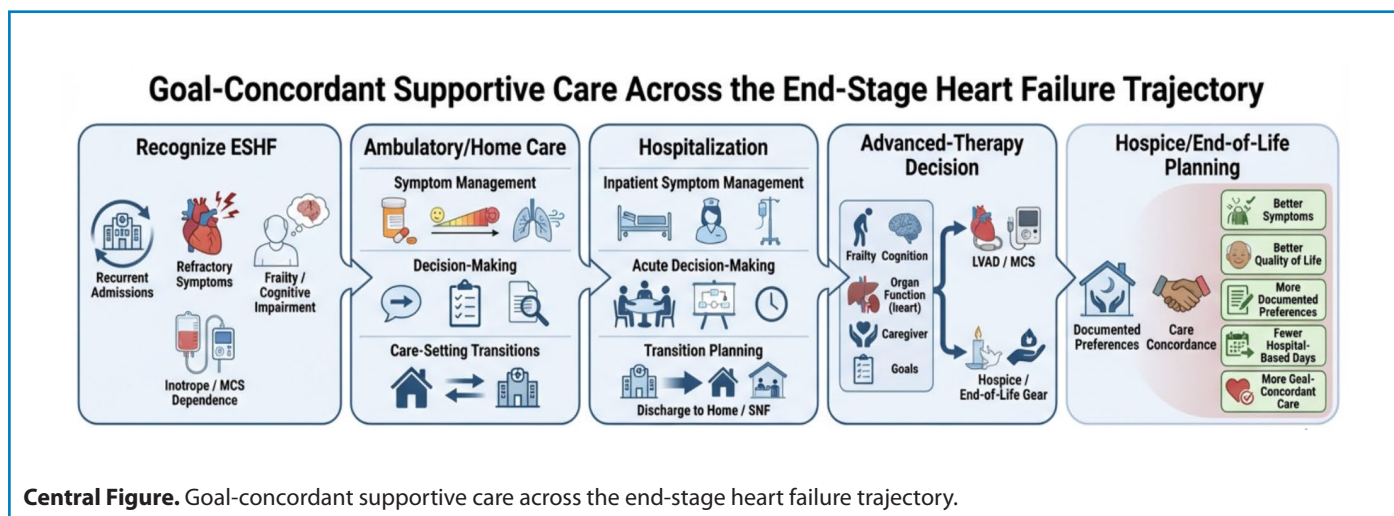 Goal-Concordant Supportive Care Across the End-Stage Heart Failure Trajectory
Recognize ESHF
Recurrent
Admissions
Refractory
Symptoms
Frailty /
Cognitive
Impairment
Inotrope / MCS
Dependence
Ambulatory/Home Care
Symptom Management
Decision-Making
Care-Setting Transitions
Hospitalization
Inpatient Symptom Management
Acute Decision-Making
Transition Planning
Discharge to Home / SNF
Advanced-Therapy
Decision
Frailty Cognition
Organ
Function
(Ieart)
Caregiver
Goals
LVAD / MCS
Hospice /
End-of-Life Gear
Hospice/End-of-Life
Planning
Documented
Preferences
Care
Concordance
Better
Symptoms
Better
Quality of Life
More
Documented
Preferences
Fewer
Hospital-
Based Days
More Geal-
Concordant
Care
Central Figure. Goal-concordant supportive care across the end-stage heart failure trajectory.